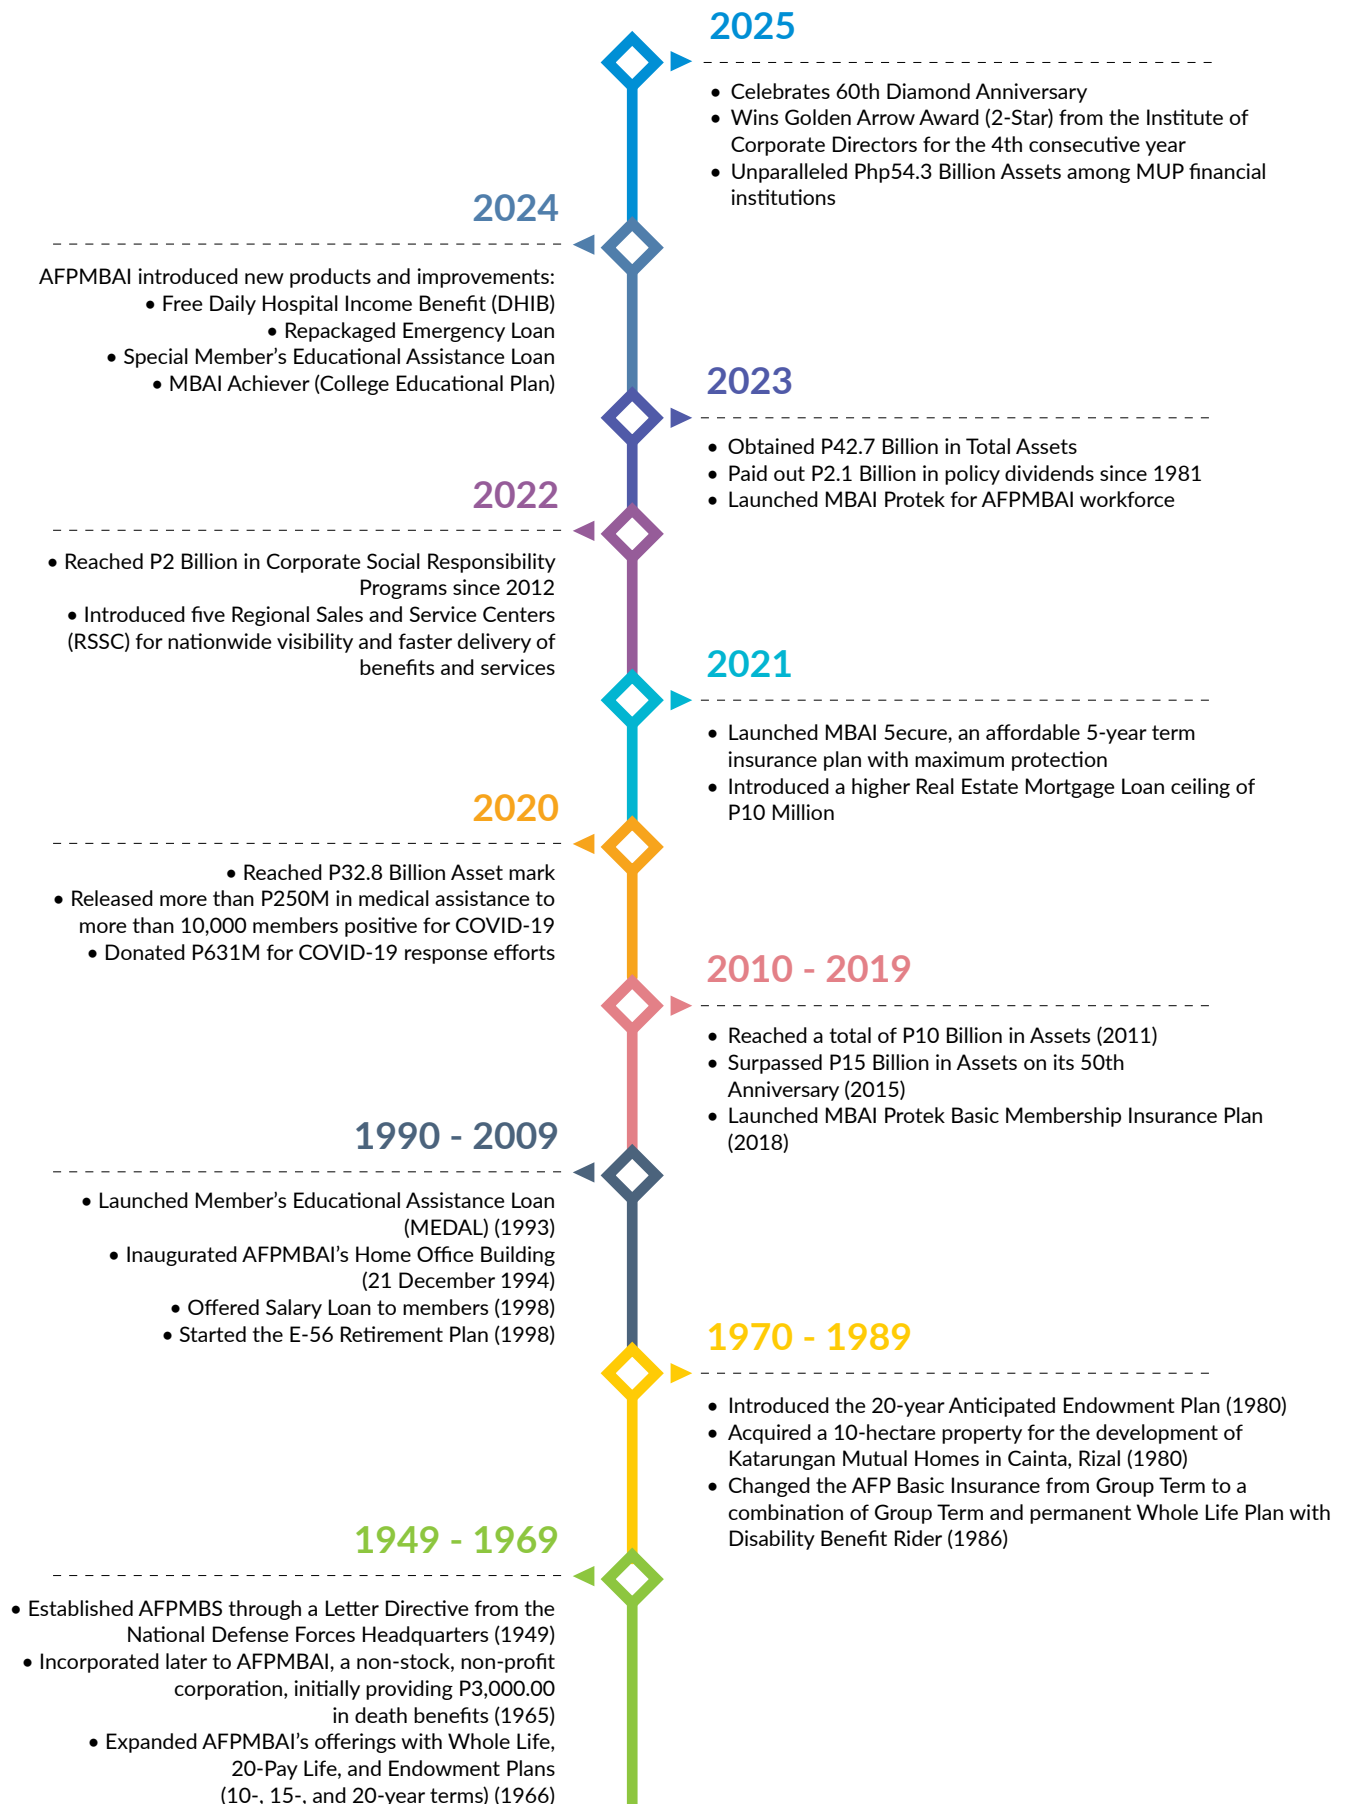 2025
• Celebrates 60th Diamond Anniversary
• Wins Golden Arrow Award (2-Star) from the Institute of
Corporate Directors for the 4th consecutive year
• Unparalleled Php54.3 Billion Assets among MUP financial
institutions
2024
AFPMBAI introduced new products and improvements:
• Free Daily Hospital Income Benefit (DHIB)
• Repackaged Emergency Loan
• Special Member’s Educational Assistance Loan
• MBAI Achiever (College Educational Plan)
2023
• Obtained P42.7 Billion in Total Assets
• Paid out P2.1 Billion in policy dividends since 1981
• Launched MBAI Protek for AFPMBAI workforce
2022
• Reached P2 Billion in Corporate Social Responsibility
Programs since 2012
• Introduced five Regional Sales and Service Centers
(RSSC) for nationwide visibility and faster delivery of
benefits and services
2021
• Launched MBAI 5ecure, an affordable 5-year term
insurance plan with maximum protection
• Introduced a higher Real Estate Mortgage Loan ceiling of
P10 Million
2020
• Reached P32.8 Billion Asset mark
• Released more than P250M in medical assistance to
more than 10,000 members positive for COVID-19
• Donated P631M for COVID-19 response efforts
2010 - 2019
• Reached a total of P10 Billion in Assets (2011)
• Surpassed P15 Billion in Assets on its 50th
Anniversary (2015)
• Launched MBAI Protek Basic Membership Insurance Plan
(2018)
1990 - 2009
• Launched Member’s Educational Assistance Loan
(MEDAL) (1993)
• Inaugurated AFPMBAI’s Home Office Building
(21 December 1994)
• Offered Salary Loan to members (1998)
• Started the E-56 Retirement Plan (1998)
1970 - 1989
• Introduced the 20-year Anticipated Endowment Plan (1980)
• Acquired a 10-hectare property for the development of
Katarungan Mutual Homes in Cainta, Rizal (1980)
• Changed the AFP Basic Insurance from Group Term to a
combination of Group Term and permanent Whole Life Plan with
Disability Benefit Rider (1986)
1949 - 1969
• Established AFPMBS through a Letter Directive from the
National Defense Forces Headquarters (1949)
• Incorporated later to AFPMBAI, a non-stock, non-profit
corporation, initially providing P3,000.00
in death benefits (1965)
• Expanded AFPMBAI’s offerings with Whole Life,
20-Pay Life, and Endowment Plans
(10-, 15-, and 20-year terms) (1966)